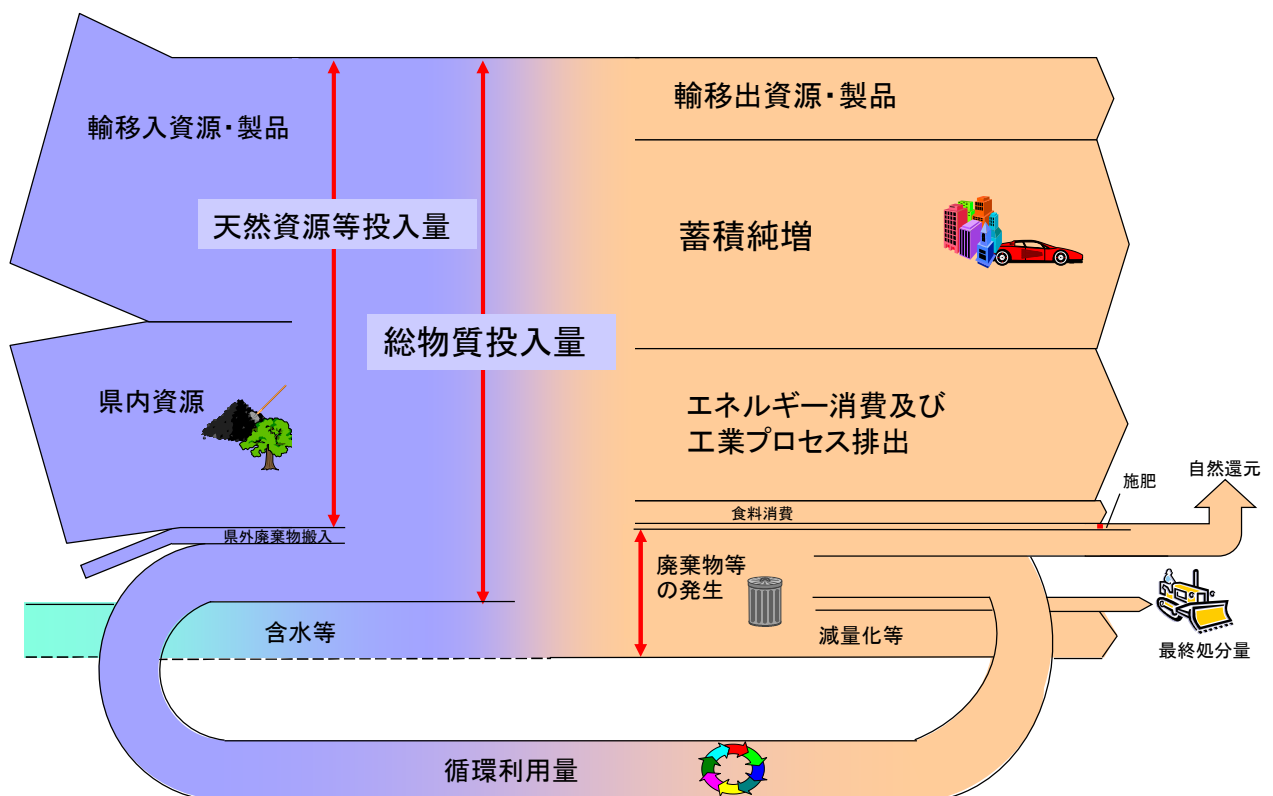 輸移入資源・製品
天然資源等投入量
総物質投入量
県内資源
県外廃棄物搬入
含水等
循環利用量
輸移出資源・製品
蓄積純増
エネルギー消費及び
工業プロセス排出
食料消費
施肥
自然還元
廃棄物等
の発生
減量化等
最終処分量